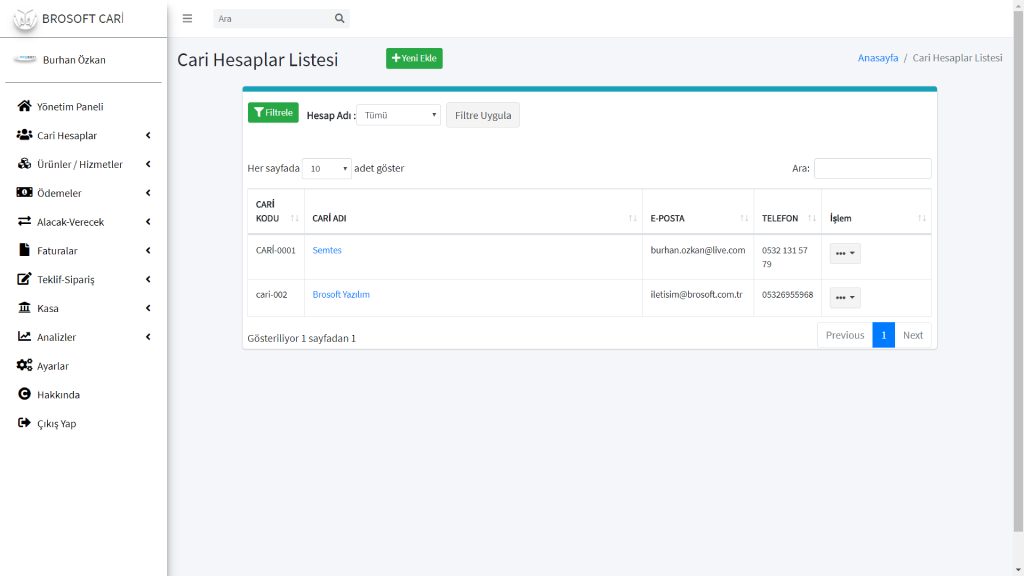 BROSOFT CARİ
Ara
Burhan Özkan
Cari Hesaplar Listesi
Yeni Ekle
Anasayfa / Cari Hesaplar Listesi
Yönetim Paneli
Cari Hesaplar
Ürünler / Hizmetler
Ödemeler
Alacak-Verecek
Faturalar
Teklif-Sipariş
Kasa
Analizler
Ayarlar
Hakkında
Çıkış Yap
Filtrele Hesap Adı : Tümü Filtre Uygula
Her sayfada 10 adet göster Ara:
CARİ KODU CARİ ADI E-POSTA TELEFON İşlem
CARİ-0001 Semtes burhan.ozkan@live.com 0532 131 57 79
cari-002 Brosoft Yazılım iletisim@brosoft.com.tr 05326955968
Gösteriliyor 1 sayfadan 1
Previous 1 Next